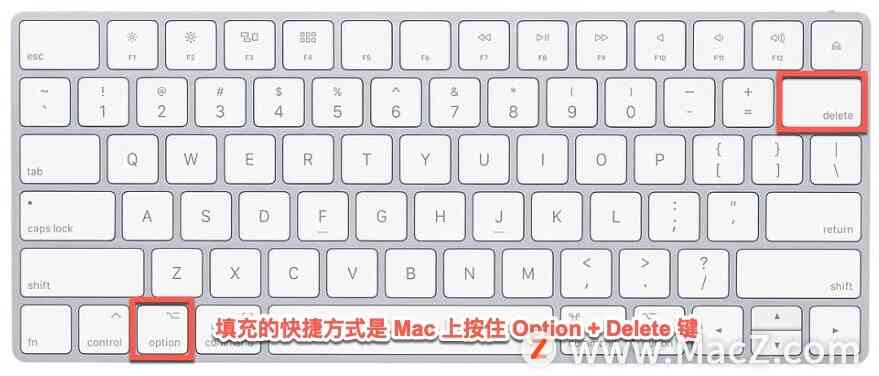 esc F1 F2 F3 F4 F5 F6 F7 F8 F9 F10 F11 F12
~ ` ! 1 @ 2 # 3 $ 4 % 5 ^ 6 & 7 * 8 ( 9 ) 0 — - + = delete
tab Q W E R T Y U I O P { [ } ] | \
caps lock A S D F G H J K L : ; " ' return
shift Z X C V B N M < , > . ? / shift
fn control option
填充的快捷方式是 Mac 上按住 Option + Delete 键
Z www.MacZ.com